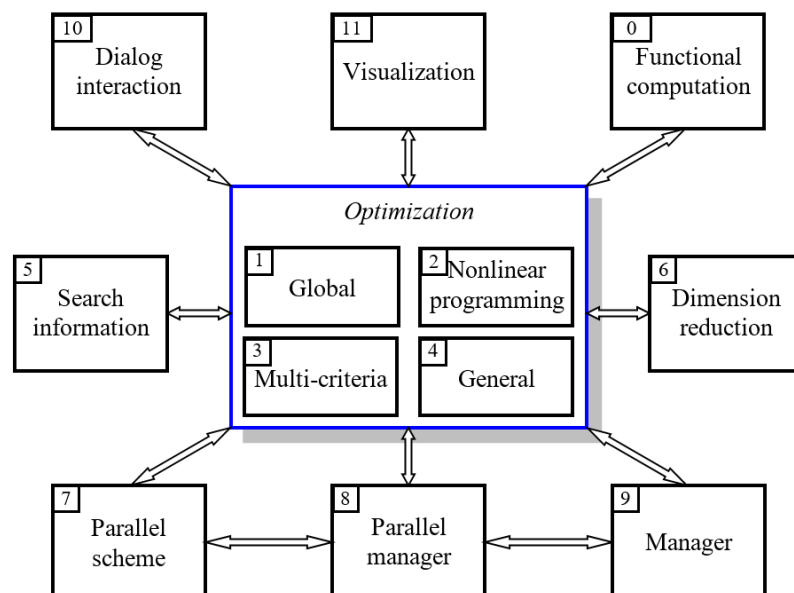 10
Dialog
interaction
11
Visualization
0
Functional
computation
Optimization
1
Global
2
Nonlinear
programming
3
Multi-criteria
4
General
5
Search
information
6
Dimension
reduction
7
Parallel
scheme
8
Parallel
manager
9
Manager